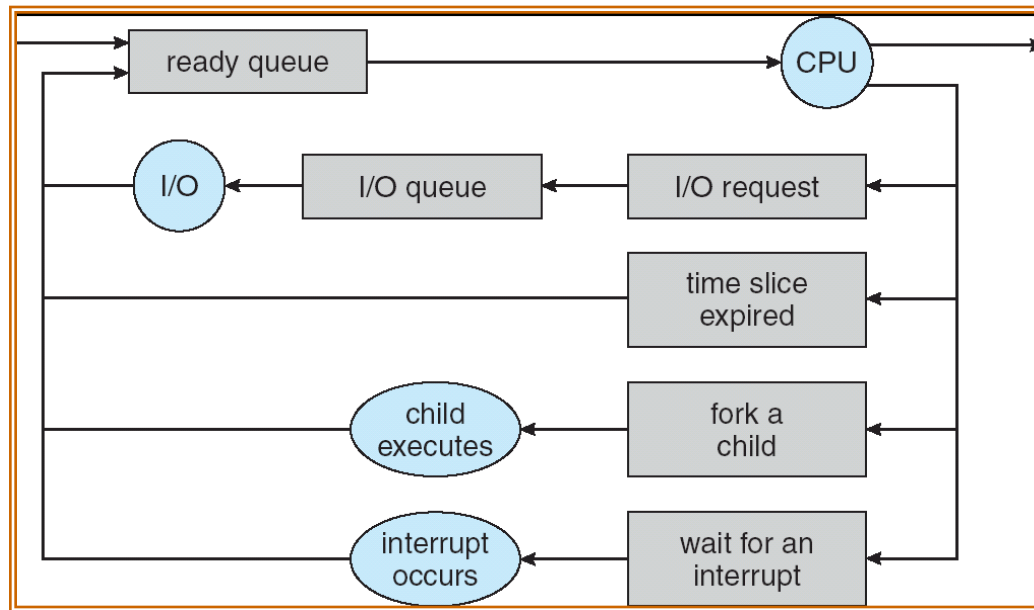 ready queue
CPU
I/O
I/O queue
I/O request
time slice
expired
child
executes
fork a
child
interrupt
occurs
wait for an
interrupt